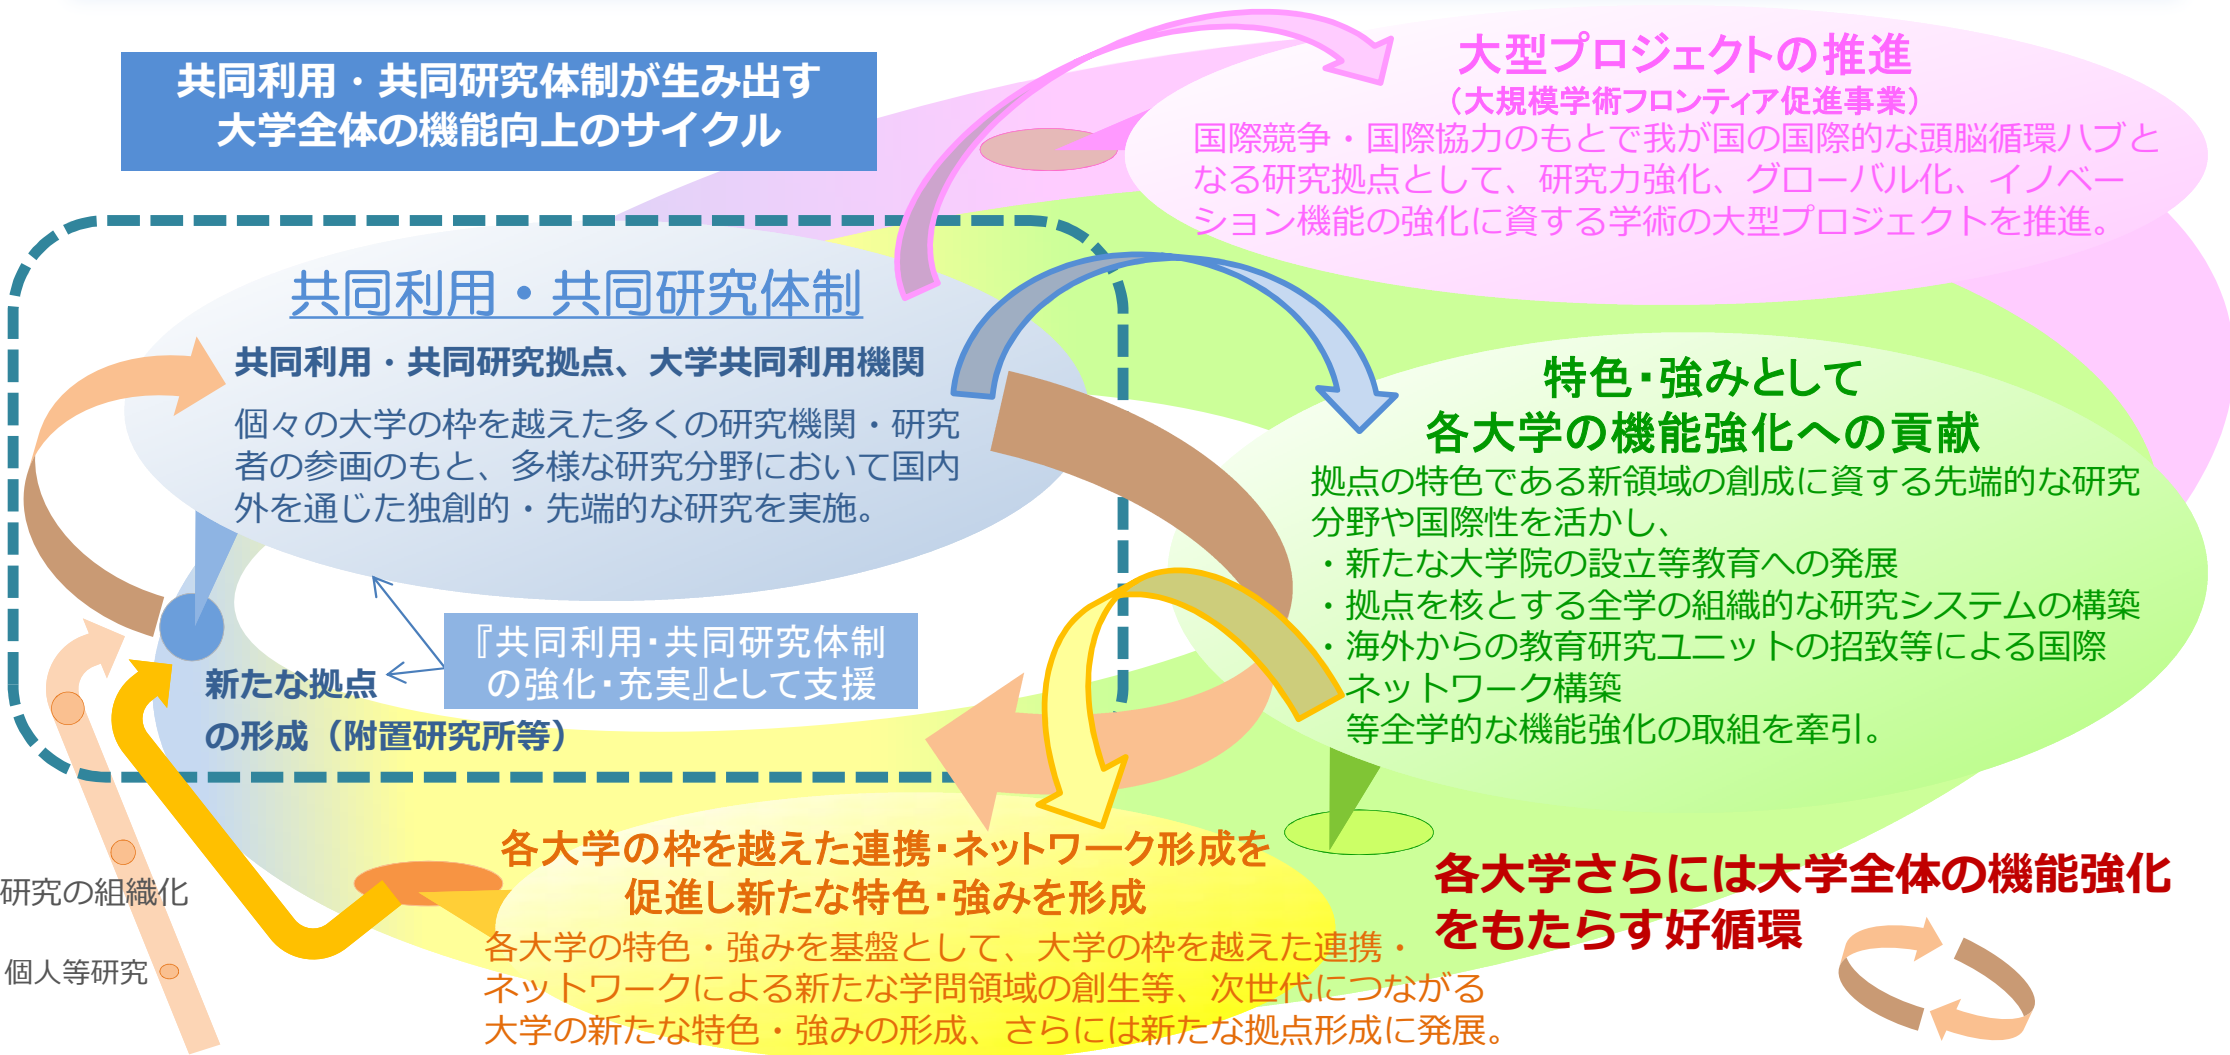 共同利用・共同研究体制が生み出す
大学全体の機能向上のサイクル
大型プロジェクトの推進
（大規模学術フロンティア促進事業）
国際競争・国際協力のもとで我が国の国際的な頭脳循環ハブと
なる研究拠点として、研究力強化、グローバル化、イノベー
ション機能の強化に資する学術の大型プロジェクトを推進。
共同利用・共同研究体制
共同利用・共同研究拠点、大学共同利用機関
個々の大学の枠を越えた多くの研究機関・研究
者の参画のもと、多様な研究分野において国内
外を通じた独創的・先端的な研究を実施。
特色・強みとして
各大学の機能強化への貢献
拠点の特色である新領域の創成に資する先端的な研究
分野や国際性を活かし、
・新たな大学院の設立等教育への発展
・拠点を核とする全学の組織的な研究システムの構築
・海外からの教育研究ユニットの招致等による国際
ネットワーク構築
等全学的な機能強化の取組を牽引。
『共同利用・共同研究体制
の強化・充実』として支援
新たな拠点
の形成（附置研究所等）
各大学の枠を越えた連携・ネットワーク形成を
促進し新たな特色・強みを形成
各大学の特色・強みを基盤として、大学の枠を越えた連携・
ネットワークによる新たな学問領域の創生等、次世代につながる
大学の新たな特色・強みの形成、さらには新たな拠点形成に発展。
研究の組織化
個人等研究
各大学さらには大学全体の機能強化
をもたらす好循環